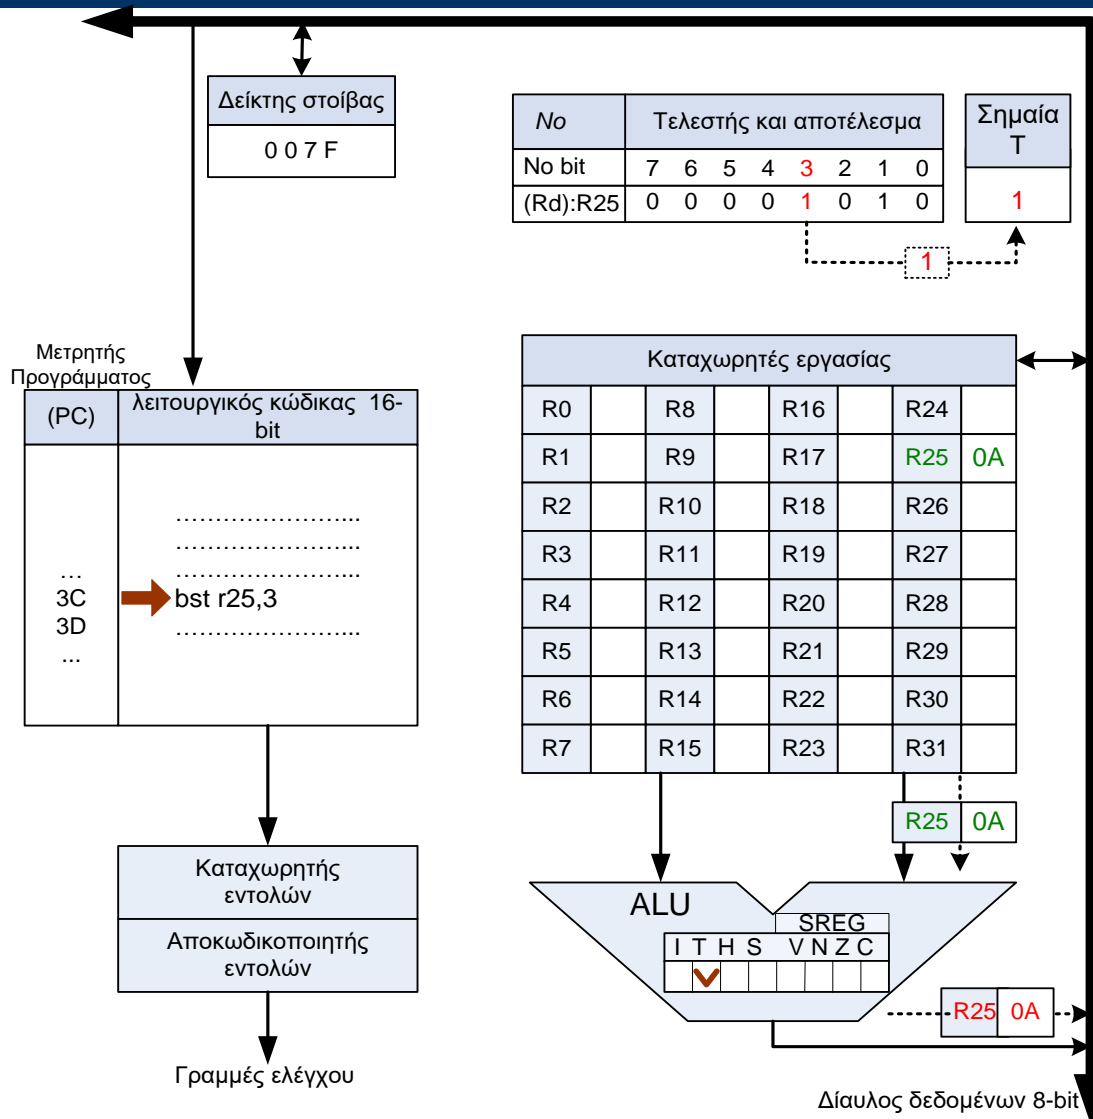 Δείκτης στοίβας
0 0 7 F
No Τελεστής και αποτέλεσμα
No bit 7 6 5 4 3 2 1 0
(Rd):R25 0 0 0 0 1 0 1 0
Σημαία
T
1
1
Μετρητής
Προγράμματος
(PC)
λειτουργικός κώδικας 16-
bit
…………………...
…………………...
… …………………...
3C bst r25,3
3D …………………...
...
Καταχωρητές εργασίας
R0 R8 R16 R24
R1 R9 R17 R25 0A
R2 R10 R18 R26
R3 R11 R19 R27
R4 R12 R20 R28
R5 R13 R21 R29
R6 R14 R22 R30
R7 R15 R23 R31
R25 0A
Καταχωρητής
εντολών
Αποκωδικοποιητής
εντολών
Γραμμές ελέγχου
ALU
SREG
I T H S V N Z C
R25 0A
Δίαυλος δεδομένων 8-bit